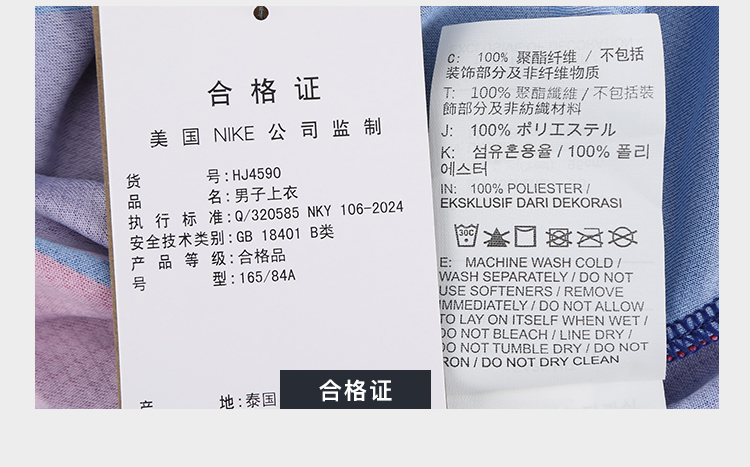 合格证
美国 NIKE 公司监制
货号:HJ4590
品名:男子上衣
执行标准:Q/320585 NKY 106-2024
安全技术类别:GB 18401 B类
产品等级:合格品
号型:165/84A
产地:泰国
C: 100% 聚酯纤维 / 不包括
装饰部分及非纤维物质
T: 100% 聚酯纖維 / 不包括裝
飾部分及非紡織材料
J: 100% ポリエステル
K: 섬유혼용율 / 100% 폴리
에스터
IN: 100% POLIESTER /
EKSKLUSIF DARI DEKORASI
30C
E: MACHINE WASH COLD /
WASH SEPARATELY / DO NOT
USE SOFTENERS / REMOVE
IMMEDIATELY / DO NOT ALLOW
TO LAY ON ITSELF WHEN WET /
DO NOT BLEACH / LINE DRY /
DO NOT TUMBLE DRY / DO NOT
IRON / DO NOT DRY CLEAN
合格证